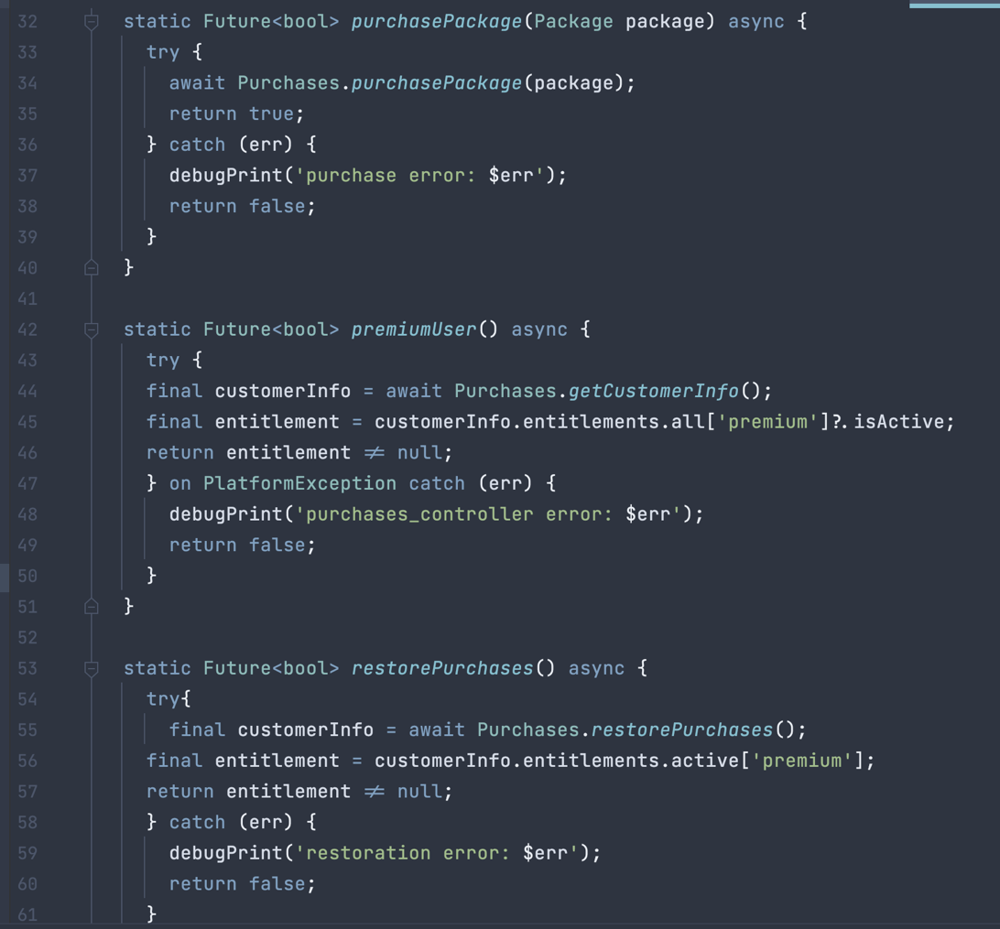 32 static Future<bool> purchasePackage(Package package) async {
33 try {
34 await Purchases.purchasePackage(package);
35 return true;
36 } catch (err) {
37 debugPrint('purchase error: $err');
38 return false;
39 }
40 }
41
42 static Future<bool> premiumUser() async {
43 try {
44 final customerInfo = await Purchases.getCustomerInfo();
45 final entitlement = customerInfo.entitlements.all['premium']?.isActive;
46 return entitlement != null;
47 } on PlatformException catch (err) {
48 debugPrint('purchases_controller error: $err');
49 return false;
50 }
51 }
52
53 static Future<bool> restorePurchases() async {
54 try{
55 final customerInfo = await Purchases.restorePurchases();
56 final entitlement = customerInfo.entitlements.active['premium'];
57 return entitlement != null;
58 } catch (err) {
59 debugPrint('restoration error: $err');
60 return false;
61 }